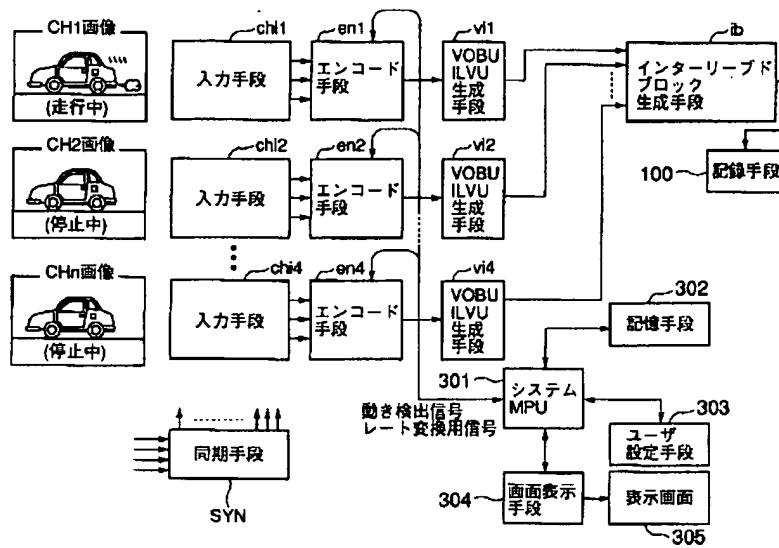 CH1画像
(走行中)
chi1
入力手段
en1
エンコード
手段
vi1
VOBU
ILVU
生成
手段
ib
インターリーブド
ブロック
生成手段
100
記録手段
CH2画像
(停止中)
chi2
入力手段
en2
エンコード
手段
vi2
VOBU
ILVU
生成
手段
CHn画像
(停止中)
chi4
入力手段
en4
エンコード
手段
vi4
VOBU
ILVU
生成
手段
302
記憶手段
301
システム
MPU
動き検出信号
レート変換用信号
303
ユーザ
設定手段
同期手段
SYN
304
画面表示
手段
表示画面
305